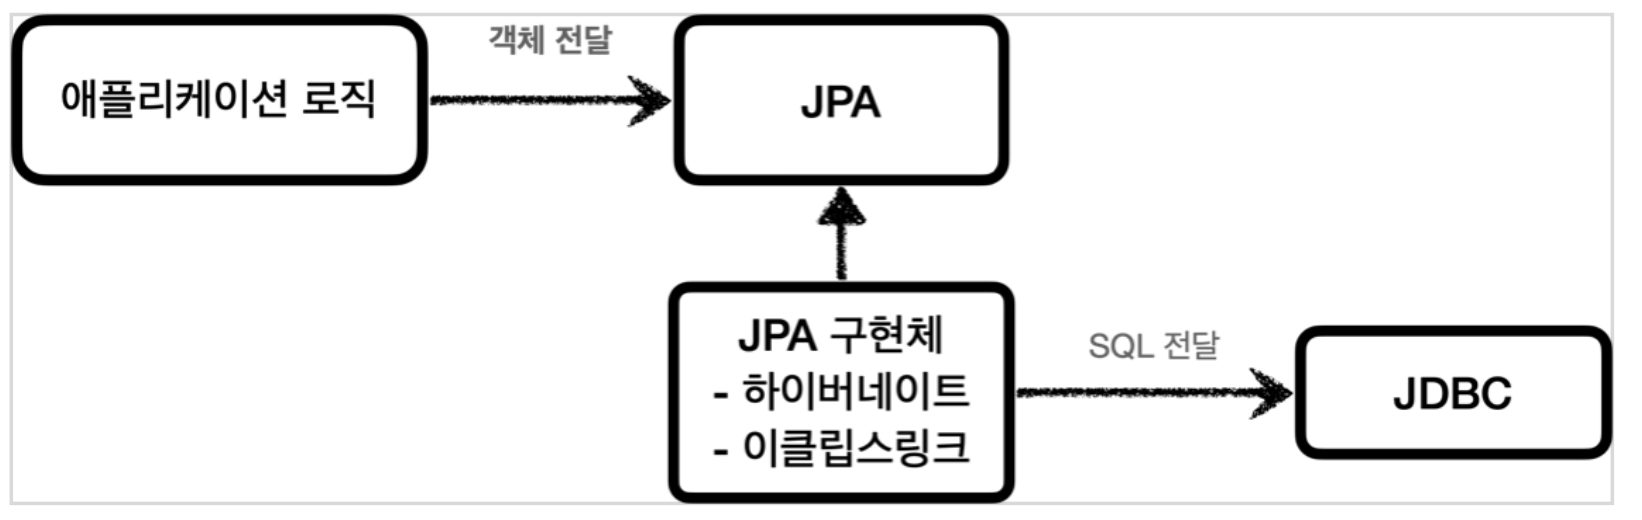 객체 전달
애플리케이션 로직
JPA
JPA 구현체
- 하이버네이트
- 이클립스링크
SQL 전달
JDBC